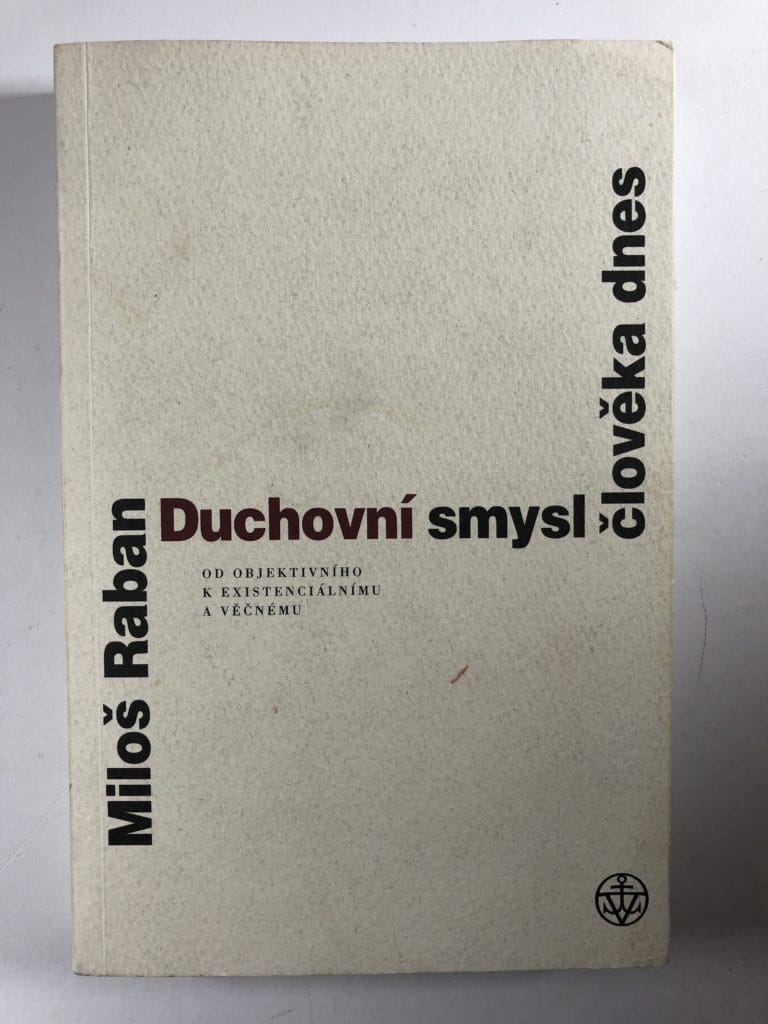 Miloš Raban
Duchovní smysl
člověka dnes
OD OBJEKTIVNÍHO
K EXISTENCIÁLNÍMU
A VĚČNÉMU